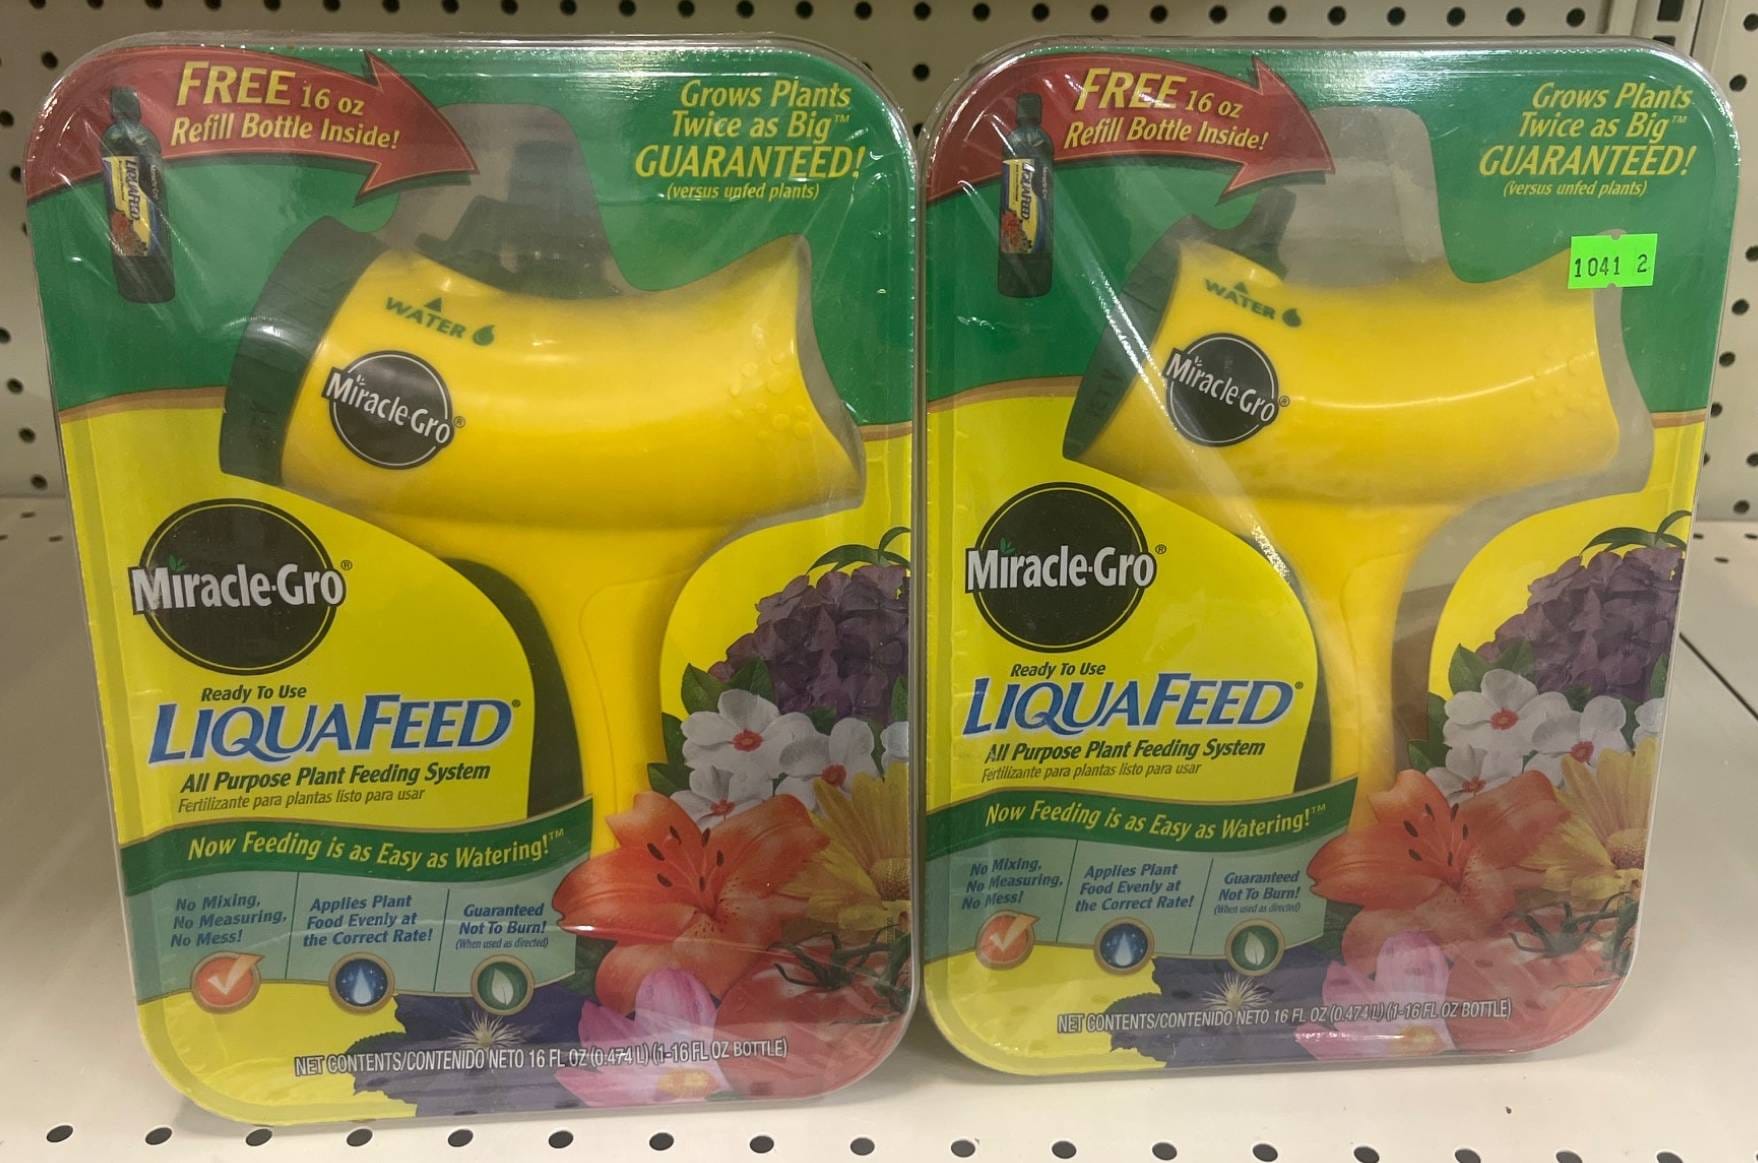 FREE 16 oz
Refill Bottle Inside!
LIQUAFEED
Grows Plants
Twice as Big™
GUARANTEED!
(versus unfed plants)
WATER
Miracle-Gro®
Miracle-Gro®
Ready To Use
LIQUAFEED®
All Purpose Plant Feeding System
Fertilizante para plantas listo para usar
Now Feeding is as Easy as Watering!™
No Mixing,
No Measuring,
No Mess!
Applies Plant
Food Evenly at
the Correct Rate!
Guaranteed
Not To Burn!
(When used as directed)
NET CONTENTS/CONTENIDO NETO 16 FL OZ (0.474 L) (1-16 FL OZ BOTTLE)
FREE 16 oz
Refill Bottle Inside!
LIQUAFEED
Grows Plants
Twice as Big™
GUARANTEED!
(versus unfed plants)
1041 2
WATER
Miracle-Gro®
Miracle-Gro®
Ready To Use
LIQUAFEED®
All Purpose Plant Feeding System
Fertilizante para plantas listo para usar
Now Feeding is as Easy as Watering!™
No Mixing,
No Measuring,
No Mess!
Applies Plant
Food Evenly at
the Correct Rate!
Guaranteed
Not To Burn!
(When used as directed)
NET CONTENTS/CONTENIDO NETO 16 FL OZ (0.474 L) (1-16 FL OZ BOTTLE)